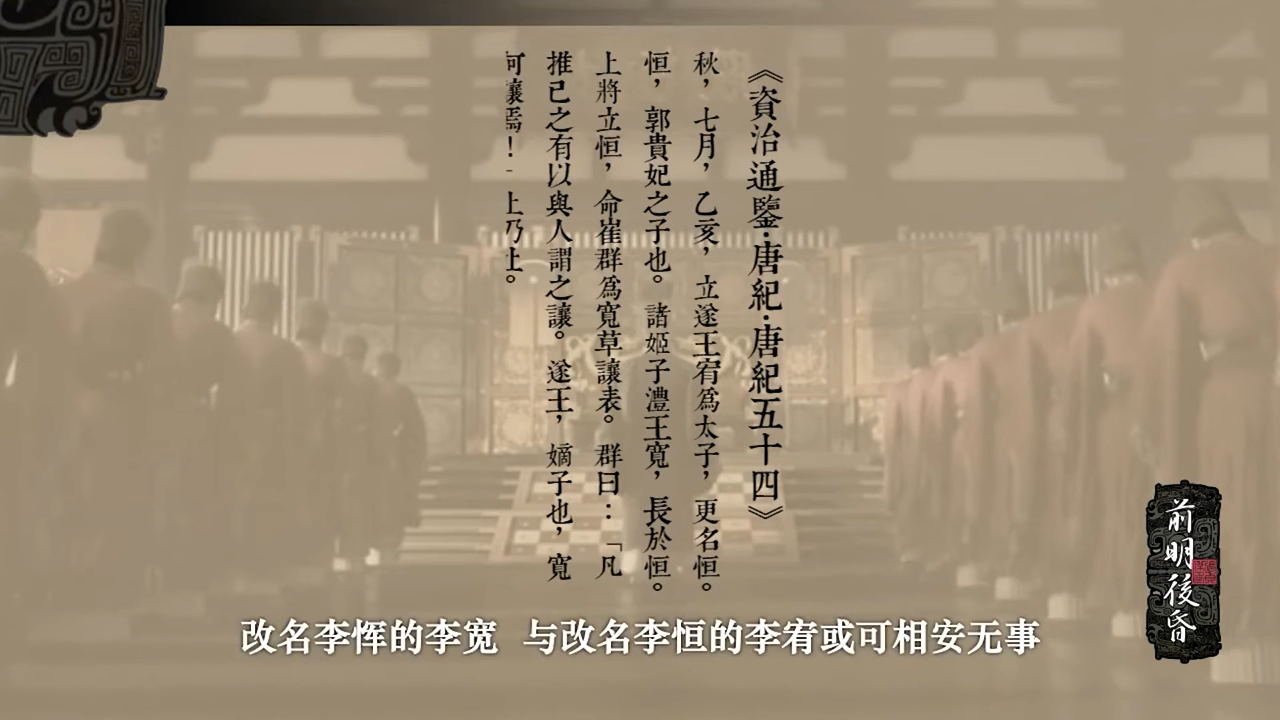 《資治通鑒·唐紀·唐紀五十四》
秋，七月，乙亥，立遂王宥爲太子，更名恒。
恒，郭貴妃之子也。諸姬子澧王寬，長於恒。
上將立恒，命崔群爲寬草讓表。群曰：「凡
推己之有以與人謂之讓。遂王，嫡子也，寬
何讓焉！」上乃止。
改名李恽的李宽 与改名李恒的李宥或可相安无事
前明後昏